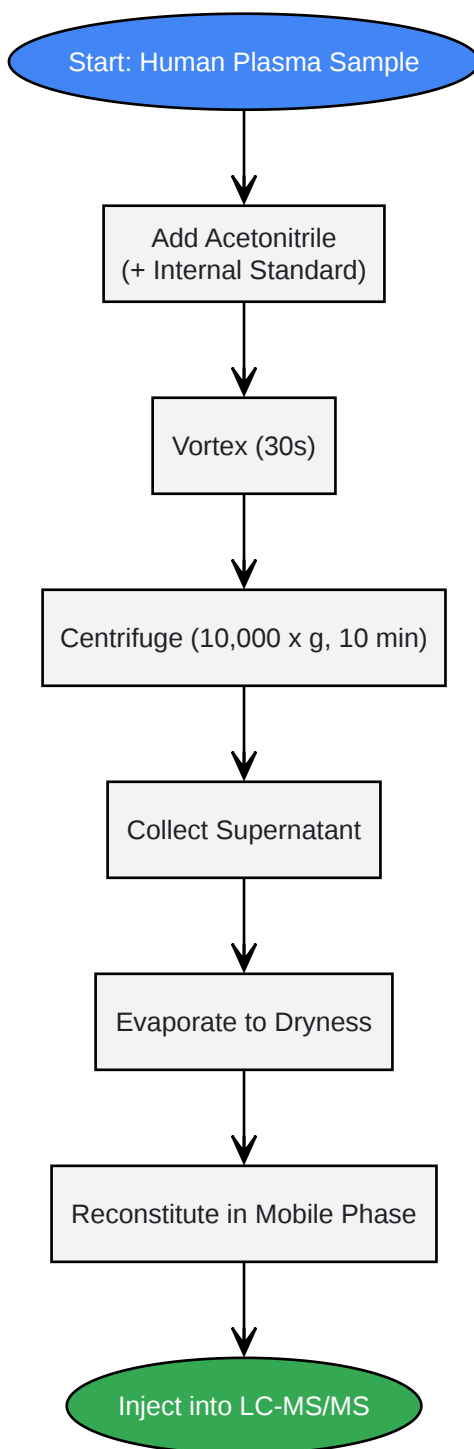 Start: Human Plasma Sample
Add Acetonitrile
(+ Internal Standard)
Vortex (30s)
Centrifuge (10,000 x g, 10 min)
Collect Supernatant
Evaporate to Dryness
Reconstitute in Mobile Phase
Inject into LC-MS/MS